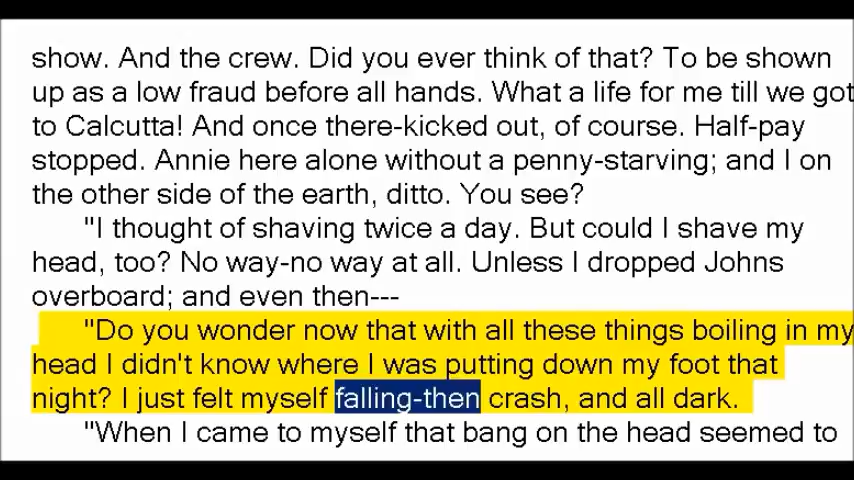 show. And the crew. Did you ever think of that? To be shown
up as a low fraud before all hands. What a life for me till we got
to Calcutta! And once there-kicked out, of course. Half-pay
stopped. Annie here alone without a penny-starving; and I on
the other side of the earth, ditto. You see?
"I thought of shaving twice a day. But could I shave my
head, too? No way-no way at all. Unless I dropped Johns
overboard; and even then---
"Do you wonder now that with all these things boiling in my
head I didn't know where I was putting down my foot that
night? I just felt myself falling-then crash, and all dark.
"When I came to myself that bang on the head seemed to